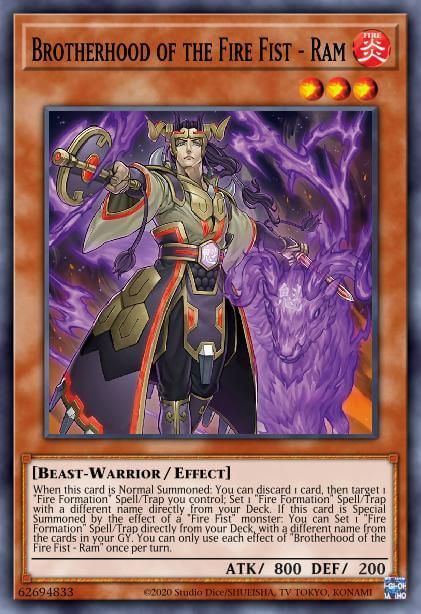 Brotherhood of the Fire Fist - Ram
FIRE
炎
[Beast-Warrior / Effect]
When this card is Normal Summoned: You can discard 1 card, then target 1
"Fire Formation" Spell/Trap you control; Set 1 "Fire Formation" Spell/Trap
with a different name directly from your Deck. If this card is Special
Summoned by the effect of a "Fire Fist" monster: You can Set 1 "Fire
Formation" Spell/Trap directly from your Deck, with a different name from
the cards in your GY. You can only use each effect of "Brotherhood of the
Fire Fist - Ram" once per turn.
ATK/ 800 DEF/ 200
62694833
©2020 Studio Dice/SHUEISHA, TV TOKYO, KONAMI